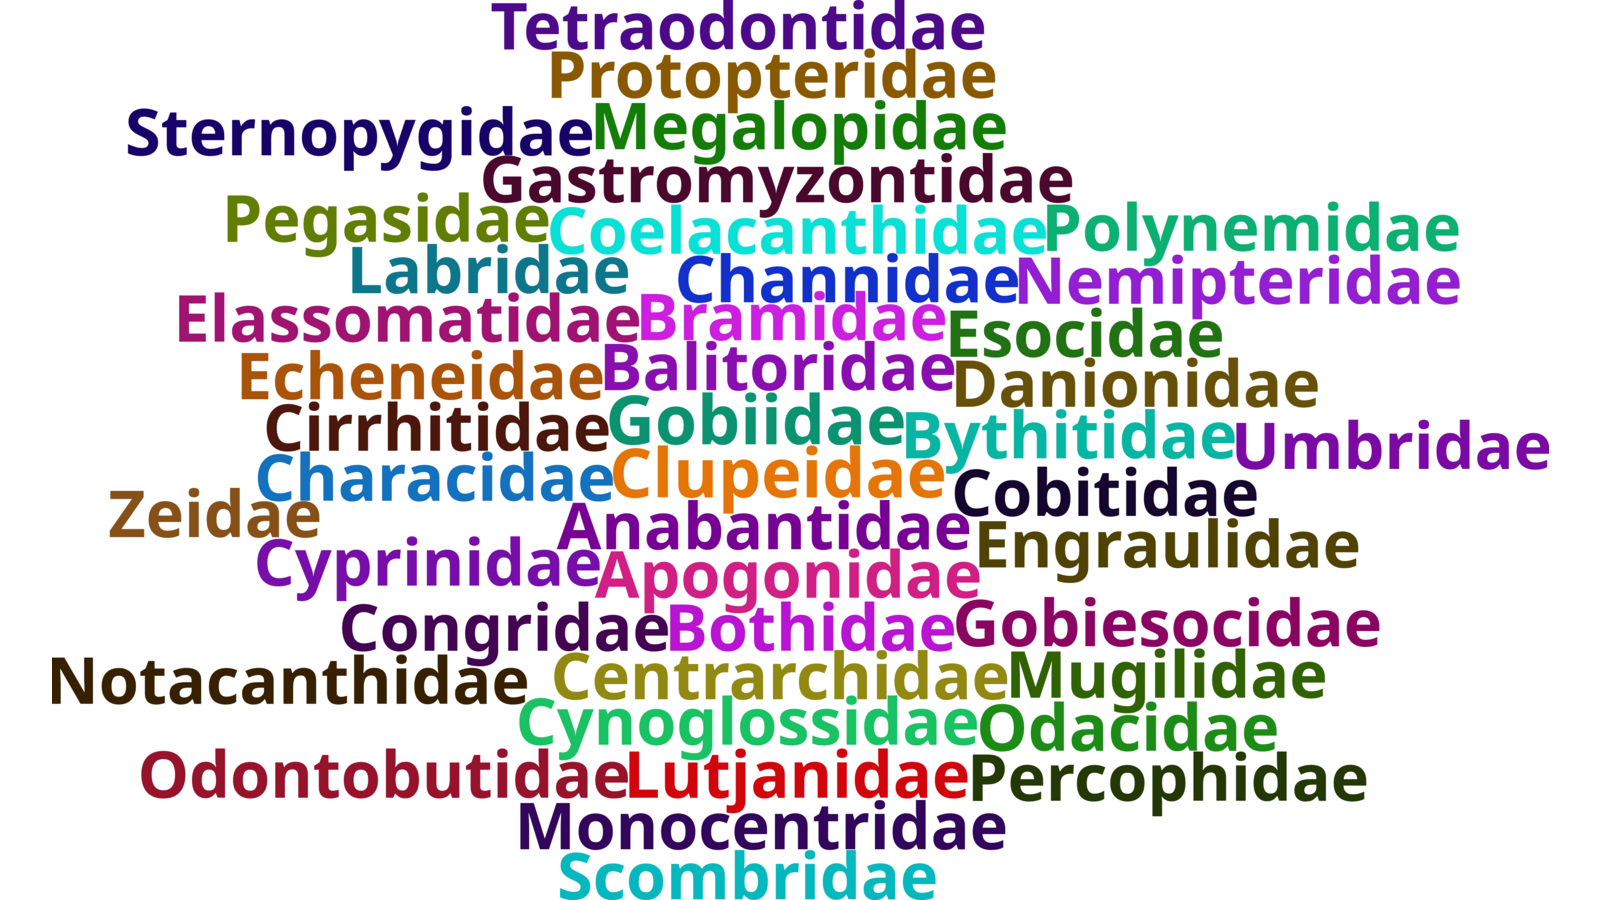 Tetraodontidae
Protopteridae
Sternopygidae Megalopidae
Gastromyzontidae
Pegasidae Coelacanthidae Polynemidae
Labridae Channidae Nemipteridae
Elassomatidae Bramidae Esocidae
Echeneidae Balitoridae Danionidae
Cirrhitidae Gobiidae Bythitidae Umbridae
Characidae Clupeidae Cobitidae
Zeidae Anabantidae Engraulidae
Cyprinidae Apogonidae
Congridae Bothidae Gobiesocidae
Notacanthidae Centrarchidae Mugilidae
Cynoglossidae Odacidae
Odontobutidae Lutjanidae Percophidae
Monocentridae
Scombridae